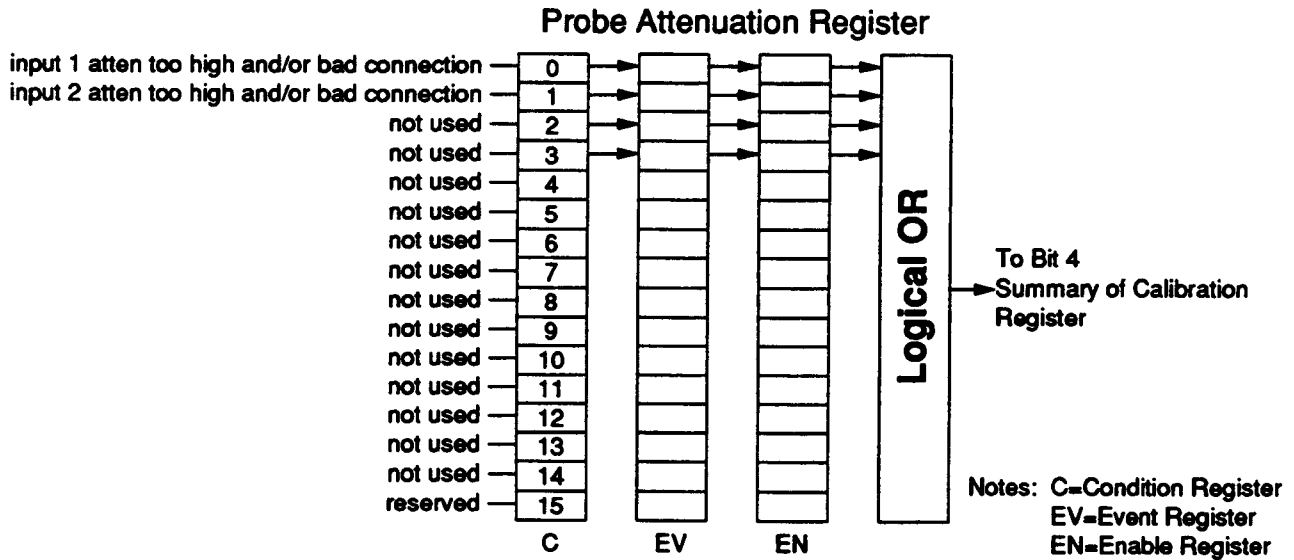 Probe Attenuation Register
input 1 atten too high and/or bad connection 0
input 2 atten too high and/or bad connection 1
not used 2
not used 3
not used 4
not used 5
not used 6
not used 7
not used 8
not used 9
not used 10
not used 11
not used 12
not used 13
not used 14
reserved 15
C EV EN
Logical OR
To Bit 4
Summary of Calibration
Register
Notes: C=Condition Register
EV=Event Register
EN=Enable Register